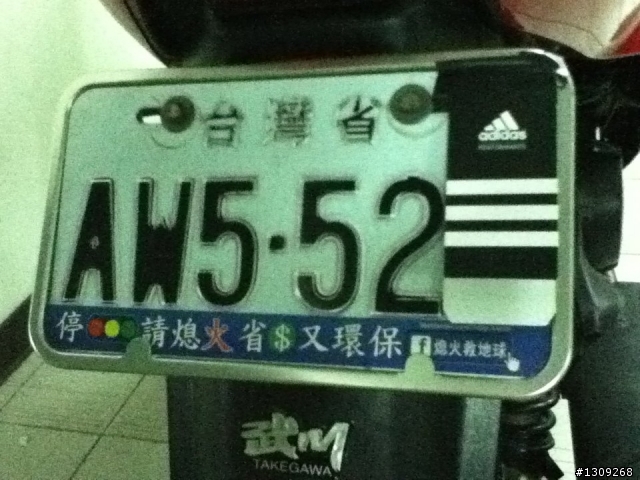 台灣省
adidas
AW5·52
停請熄火省$又環保 f 熄火救地球
武川
TAKEGAWA
#1309268